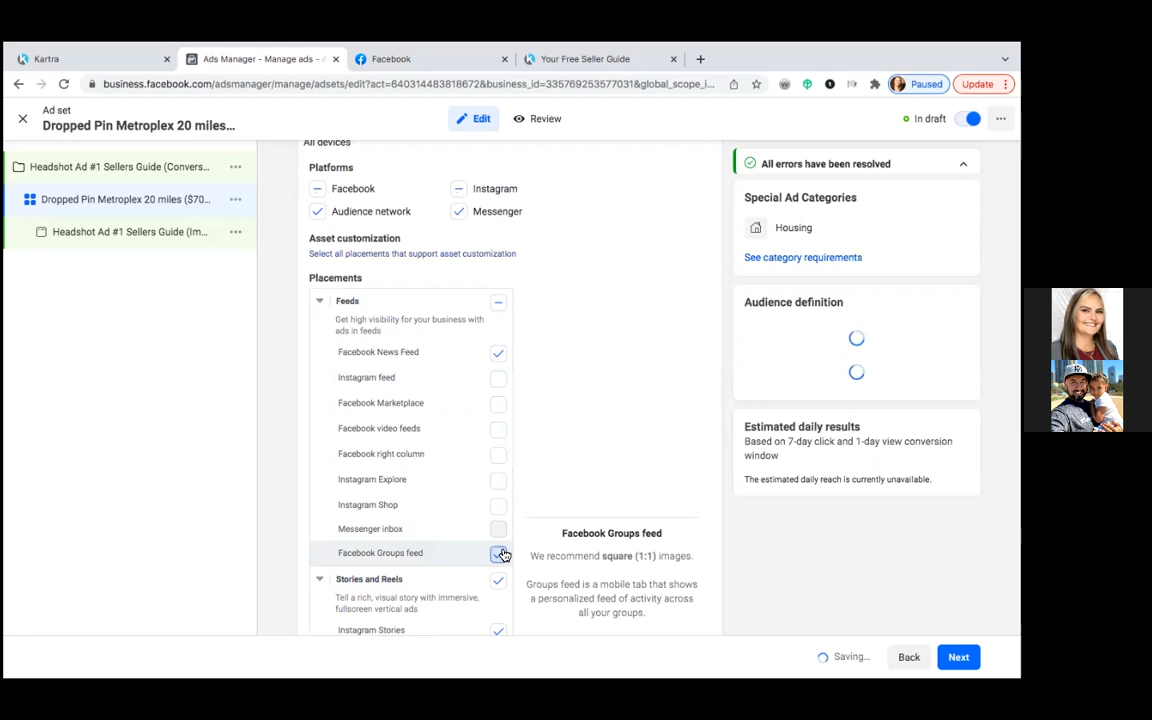 Kartra
Ads Manager - Manage ads -
Facebook
Your Free Seller Guide
business.facebook.com/adsmanager/manage/adsets/edit?act=640314483818672&business_id=335769253577031&global_scope_i...
Paused
Update
Ad set
Dropped Pin Metroplex 20 miles...
Edit
Review
In draft
Headshot Ad #1 Sellers Guide (Convers...
Dropped Pin Metroplex 20 miles ($70...
Headshot Ad #1 Sellers Guide (Im...
All devices
Platforms
Facebook
Instagram
Audience network
Messenger
Asset customization
Select all placements that support asset customization
Placements
Feeds
Get high visibility for your business with
ads in feeds
Facebook News Feed
Instagram feed
Facebook Marketplace
Facebook video feeds
Facebook right column
Instagram Explore
Instagram Shop
Messenger inbox
Facebook Groups feed
Stories and Reels
Tell a rich, visual story with immersive,
fullscreen vertical ads
Instagram Stories
Facebook Groups feed
We recommend square (1:1) images.
Groups feed is a mobile tab that shows
a personalized feed of activity across
all your groups.
All errors have been resolved
Special Ad Categories
Housing
See category requirements
Audience definition
Estimated daily results
Based on 7-day click and 1-day view conversion
window
The estimated daily reach is currently unavailable.
Saving...
Back
Next